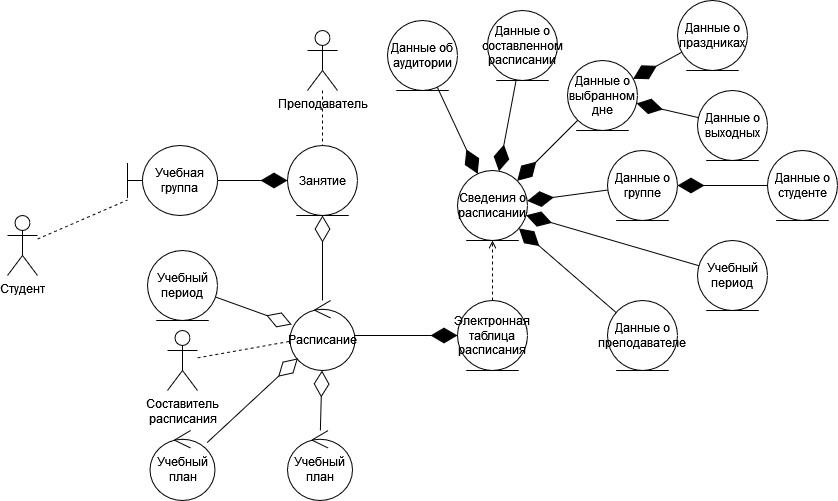 Данные об
аудитории
Данные о
составленном
расписании
Данные о
праздниках
Данные о
выбранном
дне
Данные о
выходных
Преподаватель
Учебная
группа
Занятие
Сведения о
расписании
Данные о
группе
Данные о
студенте
Студент
Учебный
период
Учебный
период
Расписание
Электронная
таблица
расписания
Данные о
преподавателе
Составитель
расписания
Учебный
план
Учебный
план